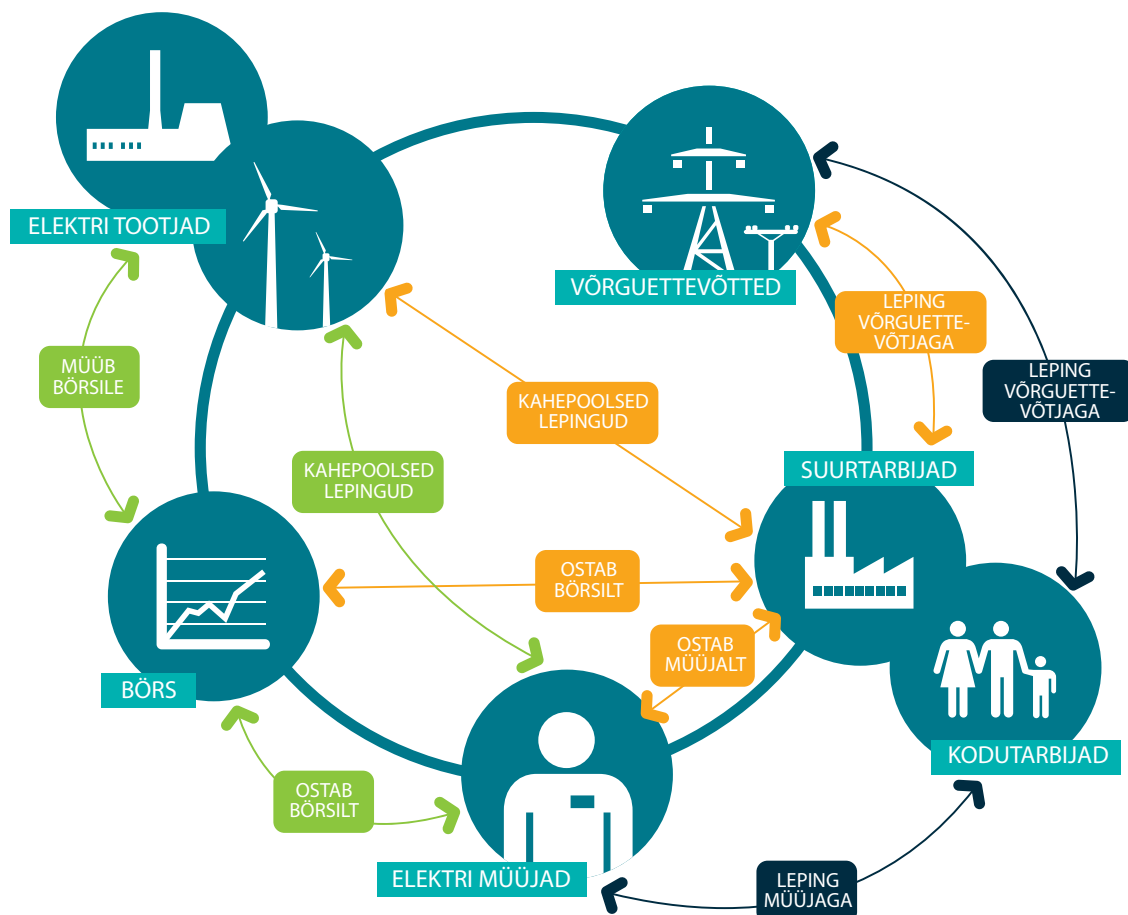 ELEKTRI TOOTJAD
VÕRGUETTEVÕTTED
LEPING
VÕRGUETTE-
VÕTJAGA
LEPING
VÕRGUETTE-
VÕTJAGA
MÜÜB
BÖRSILE
KAHEPOOLSED
LEPINGUD
KAHEPOOLSED
LEPINGUD
SUURTARBIJAD
OSTAB
BÖRSILT
OSTAB
MÜÜJALT
BÖRS
KODUTARBIJAD
OSTAB
BÖRSILT
ELEKTRI MÜÜJAD
LEPING
MÜÜJAGA